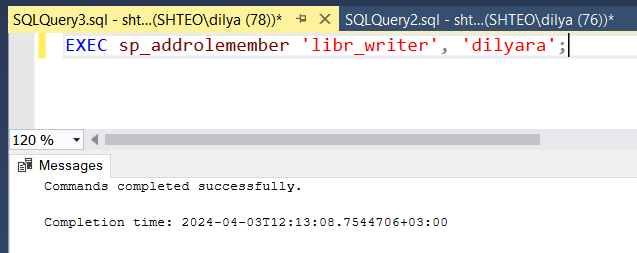 SQLQuery3.sql - sht...(SHTEO\dilya (78))* SQLQuery2.sql - sht...(SHTEO\dilya (76))*
EXEC sp_addrolemember 'libr_writer', 'dilyara';
120 %
Messages
Commands completed successfully.
Completion time: 2024-04-03T12:13:08.7544706+03:00